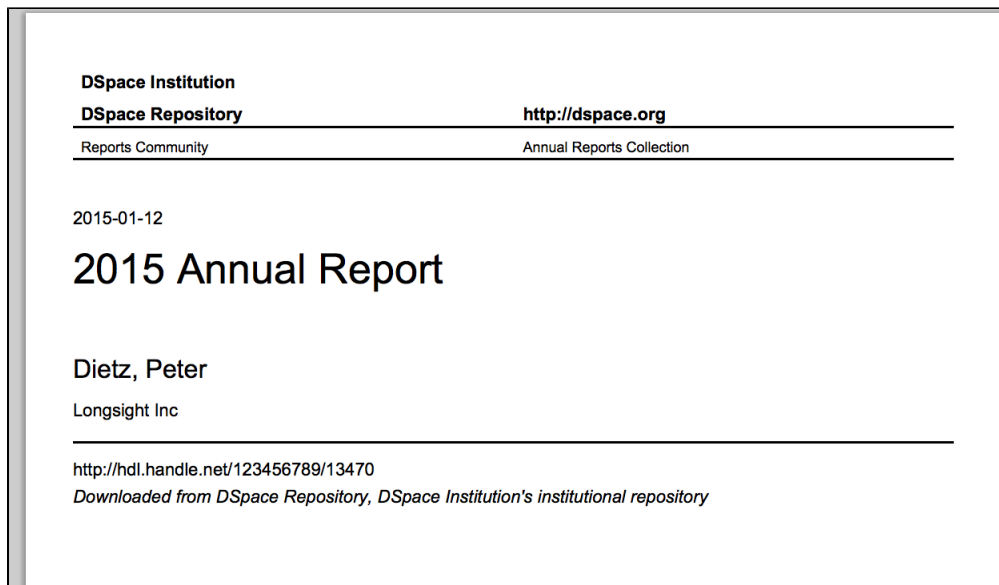 DSpace Institution
DSpace Repository http://dspace.org
Reports Community Annual Reports Collection
2015-01-12
2015 Annual Report
Dietz, Peter
Longsight Inc
http://hdl.handle.net/123456789/13470
Downloaded from DSpace Repository, DSpace Institution's institutional repository